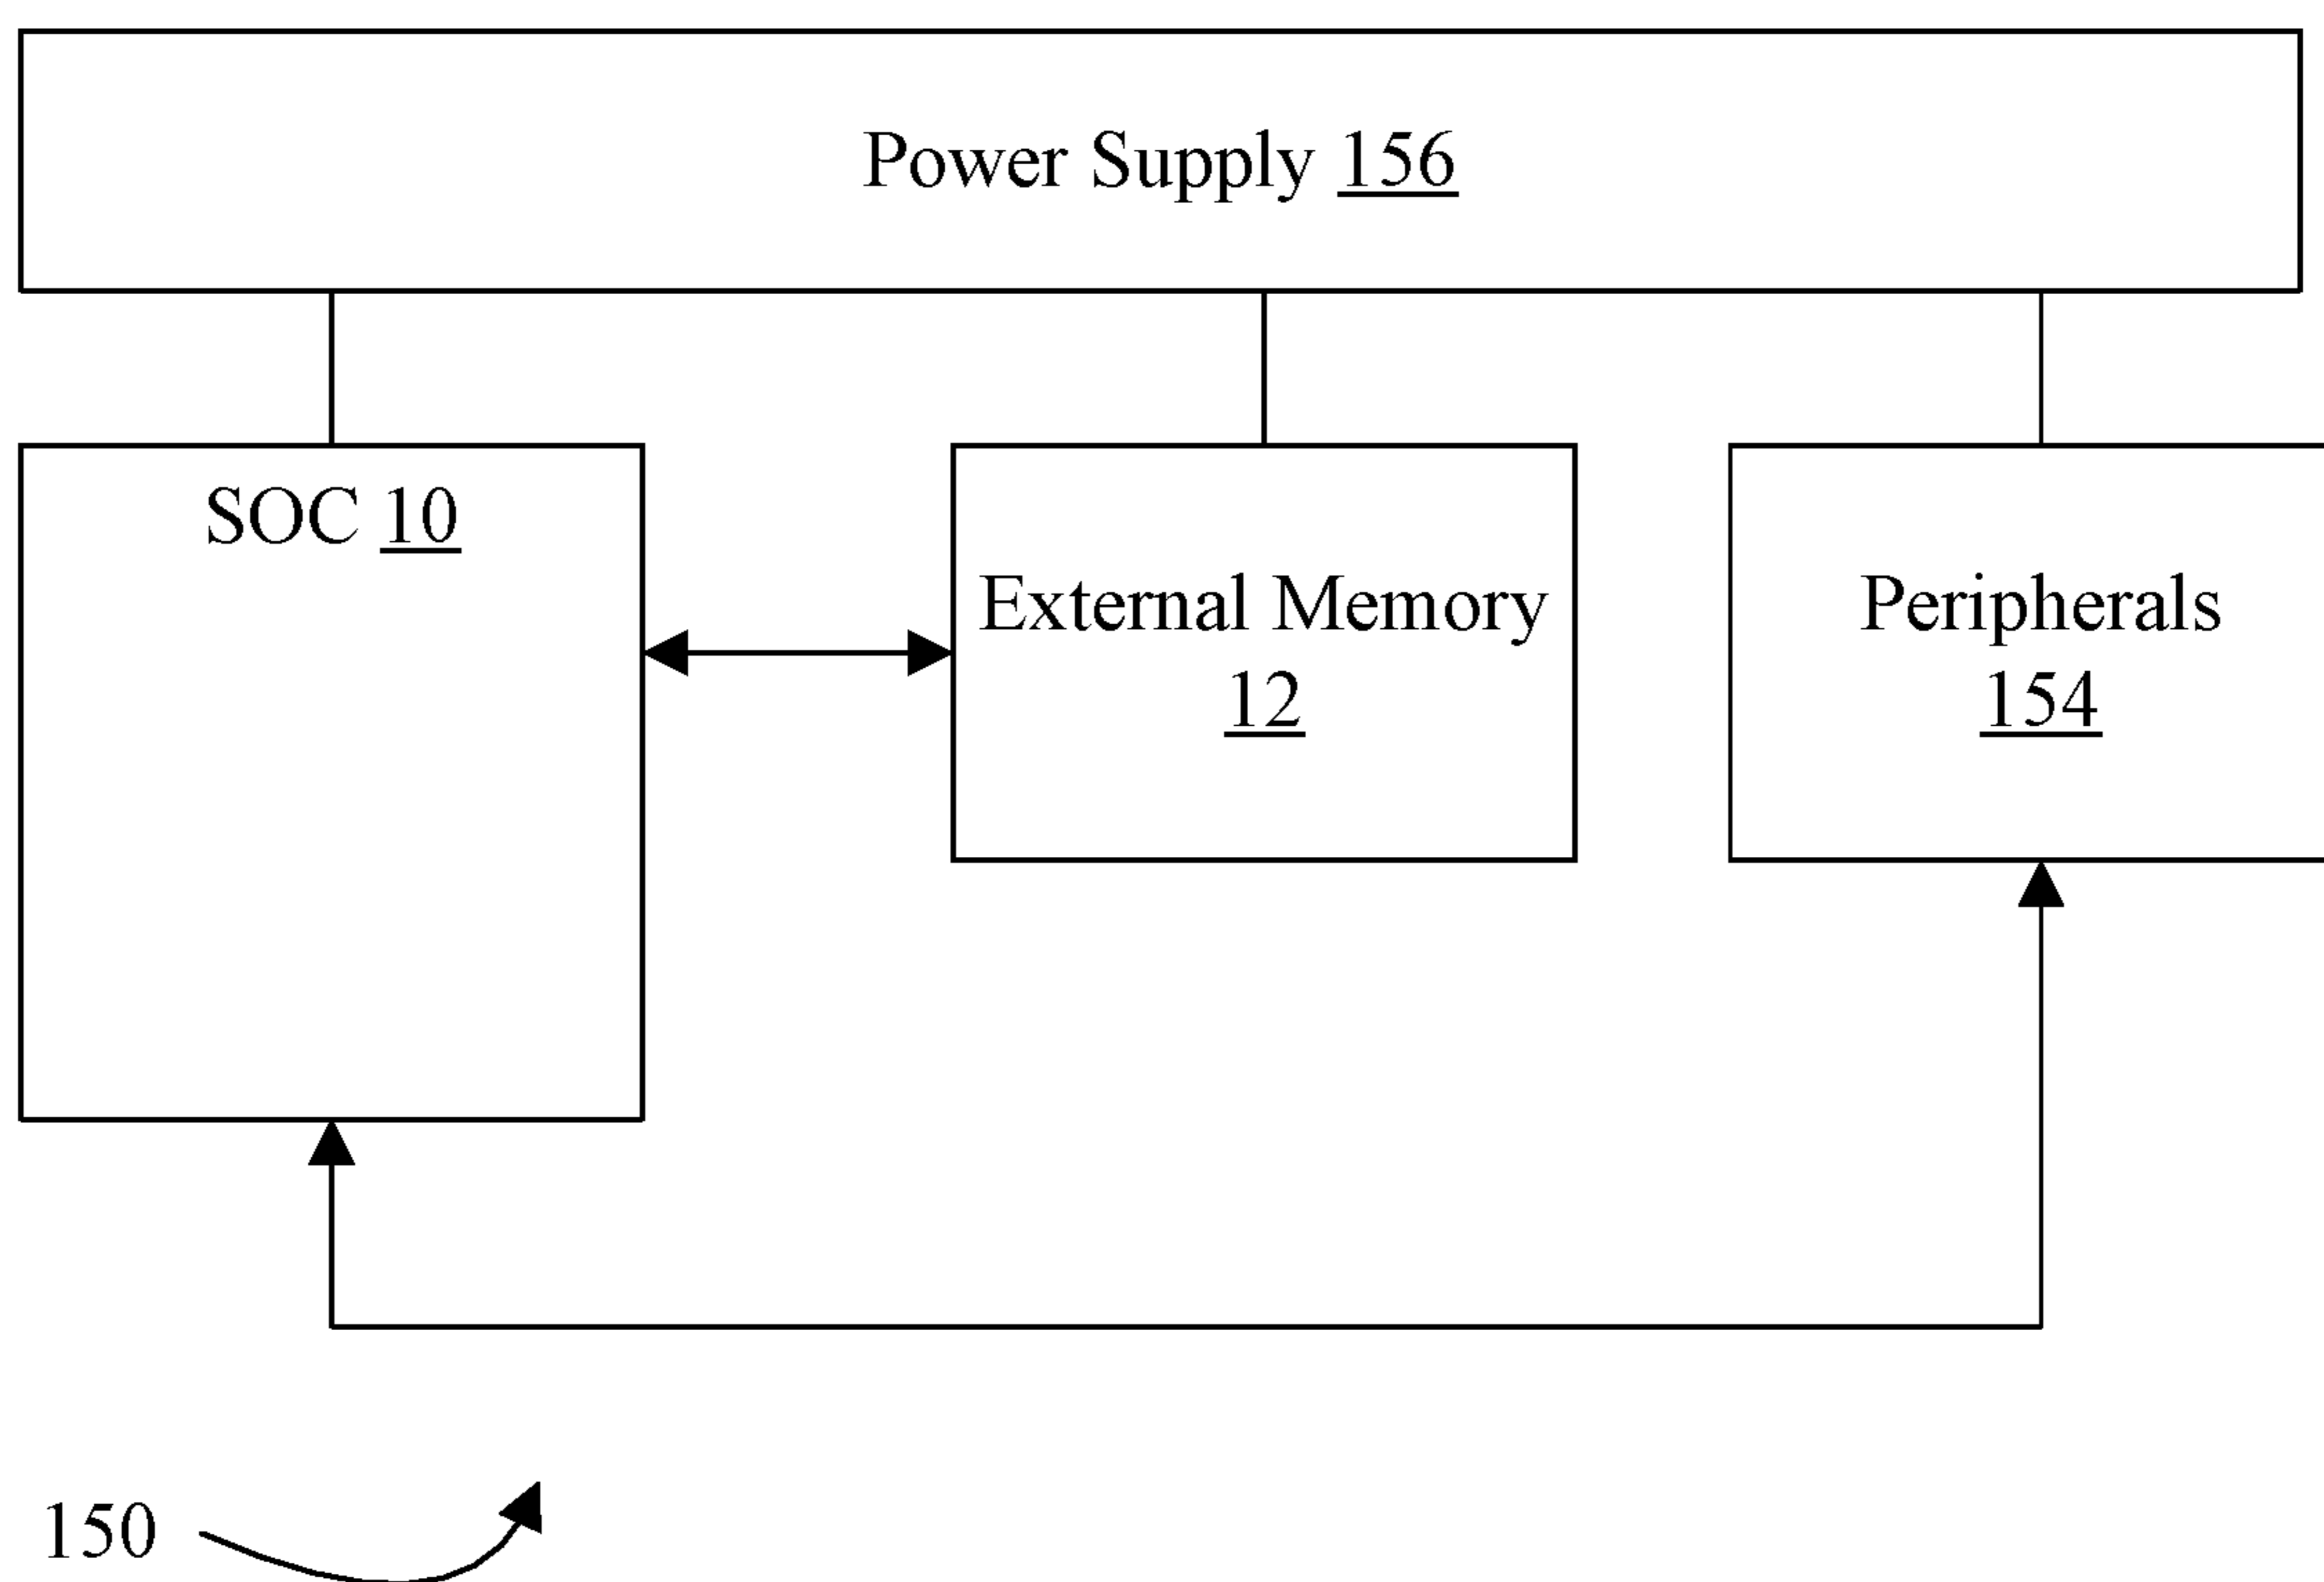 Power Supply 156
SOC 10
External Memory
12
Peripherals
154
150